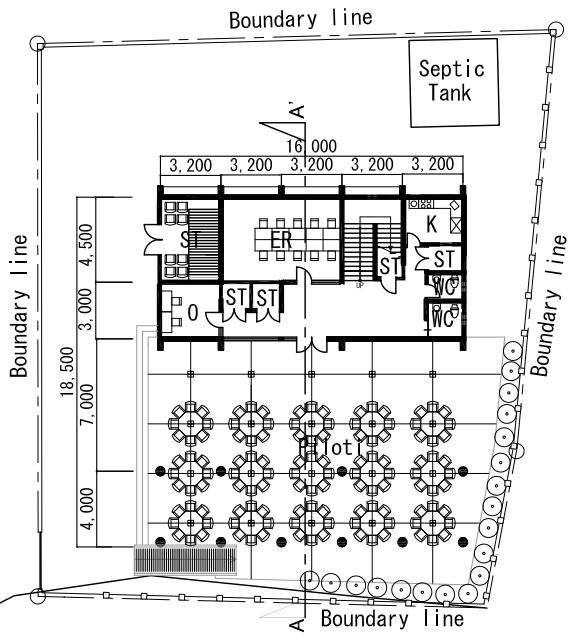 Boundary line
Septic
Tank
A'
16,000
3,200 3,200 3,200 3,200 3,200
ST ER K
ST ST
WC
ST ST
O WC
UP
4,500
3,000
18,500
7,000
4,000
Boundary line
Boundary line
Piloti
Boundary line
A